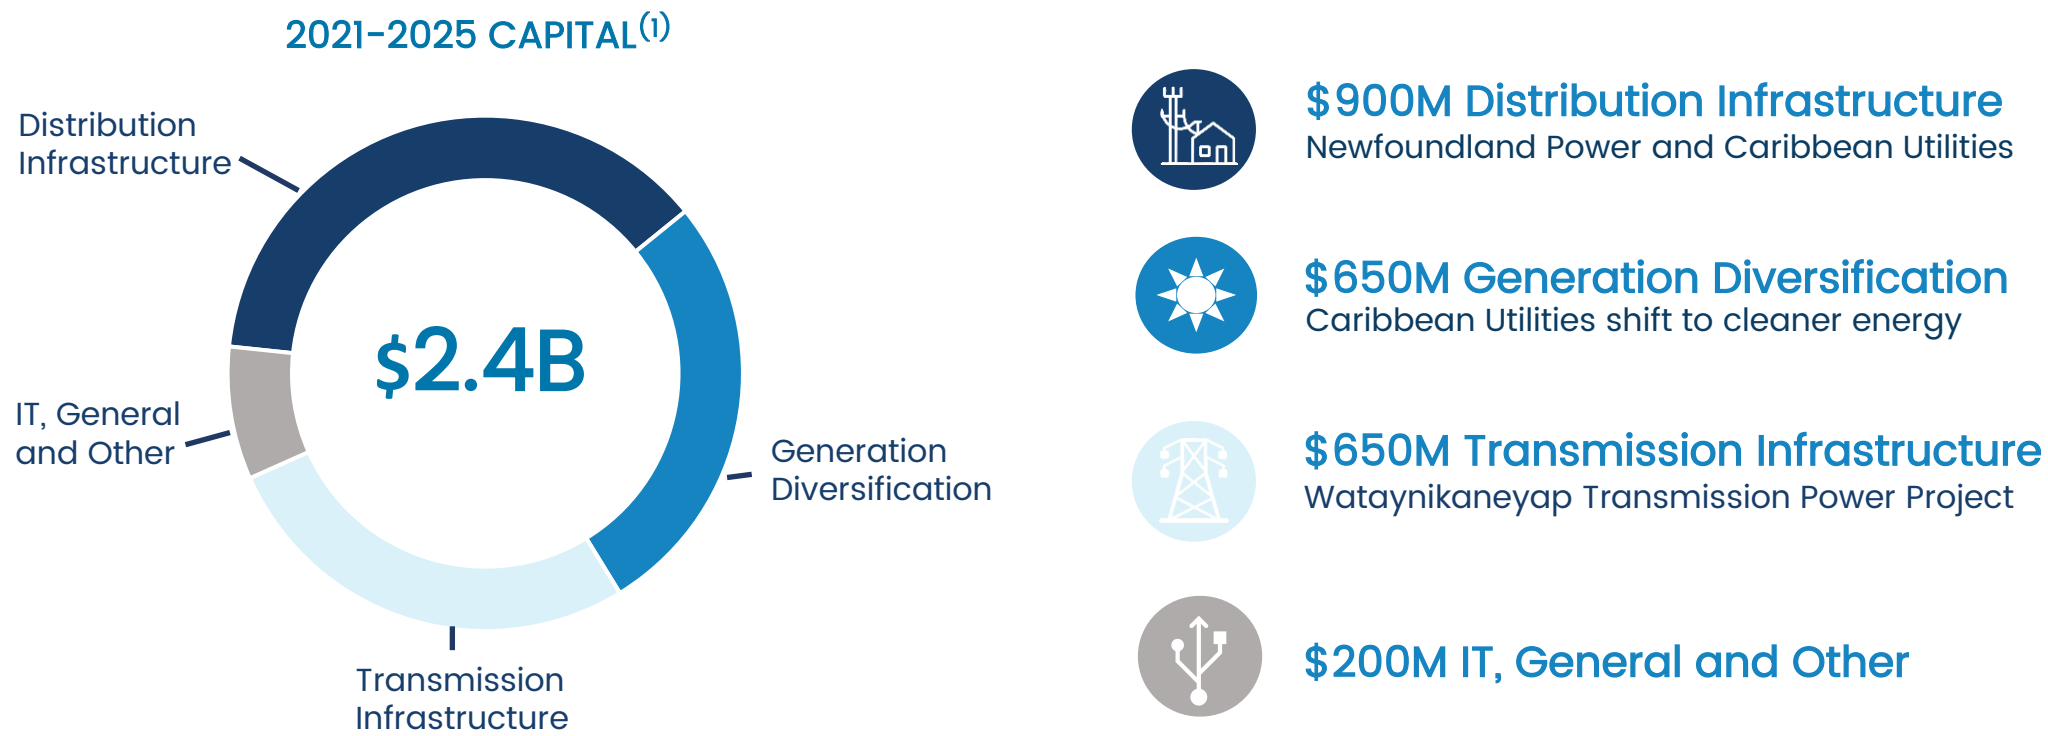 2021-2025 CAPITAL(1)
Distribution
Infrastructure
IT, General
and Other
$2.4B
Generation
Diversification
Transmission
Infrastructure
$900M Distribution Infrastructure
Newfoundland Power and Caribbean Utilities
$650M Generation Diversification
Caribbean Utilities shift to cleaner energy
$650M Transmission Infrastructure
Wataynikaneyap Transmission Power Project
$200M IT, General and Other